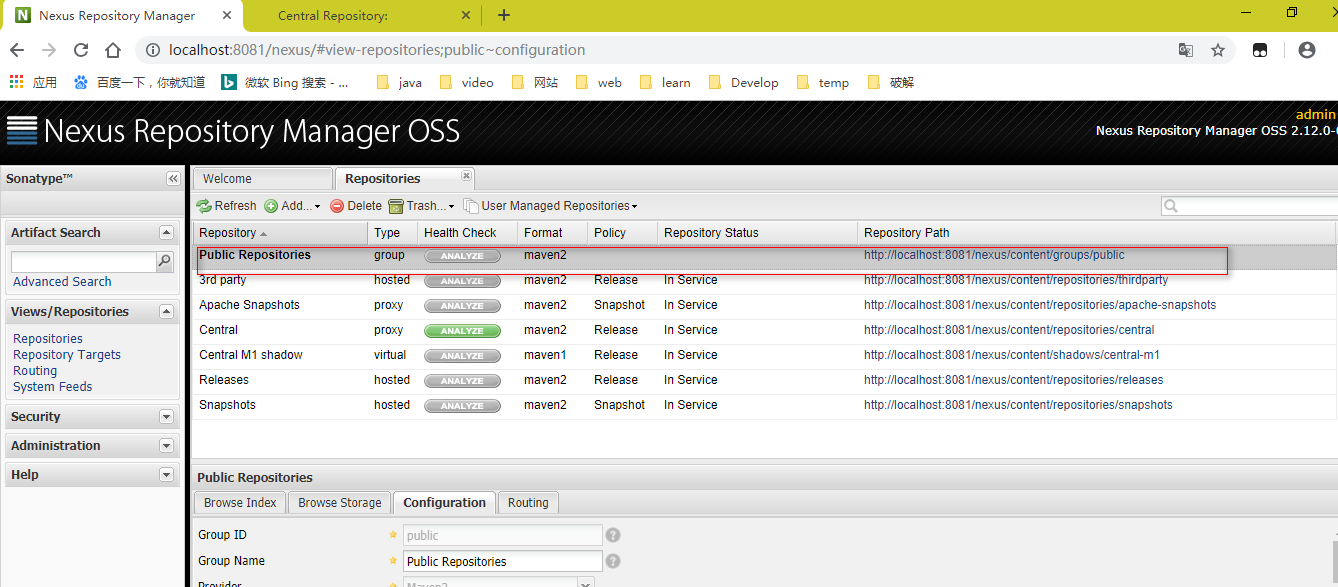 Nexus Repository Manager
Central Repository:
localhost:8081/nexus/#view-repositories;public~configuration
应用 百度一下，你就知道 微软 Bing 搜索 - ... java video 网站 web learn Develop temp 破解
Nexus Repository Manager OSS
admin
Nexus Repository Manager OSS 2.12.0-
Sonatype™
Welcome Repositories
Refresh Add... Delete Trash... User Managed Repositories
Artifact Search
Advanced Search
Views/Repositories
Repositories
Repository Targets
Routing
System Feeds
Security
Administration
Help
Repository Type Health Check Format Policy Repository Status Repository Path
Public Repositories group ANALYZE maven2 http://localhost:8081/nexus/content/groups/public
3rd party hosted ANALYZE maven2 Release In Service http://localhost:8081/nexus/content/repositories/thirdparty
Apache Snapshots proxy ANALYZE maven2 Snapshot In Service http://localhost:8081/nexus/content/repositories/apache-snapshots
Central proxy ANALYZE maven2 Release In Service http://localhost:8081/nexus/content/repositories/central
Central M1 shadow virtual ANALYZE maven1 Release In Service http://localhost:8081/nexus/content/shadows/central-m1
Releases hosted ANALYZE maven2 Release In Service http://localhost:8081/nexus/content/repositories/releases
Snapshots hosted ANALYZE maven2 Snapshot In Service http://localhost:8081/nexus/content/repositories/snapshots
Public Repositories
Browse Index Browse Storage Configuration Routing
Group ID public
Group Name Public Repositories
Provider Maven2